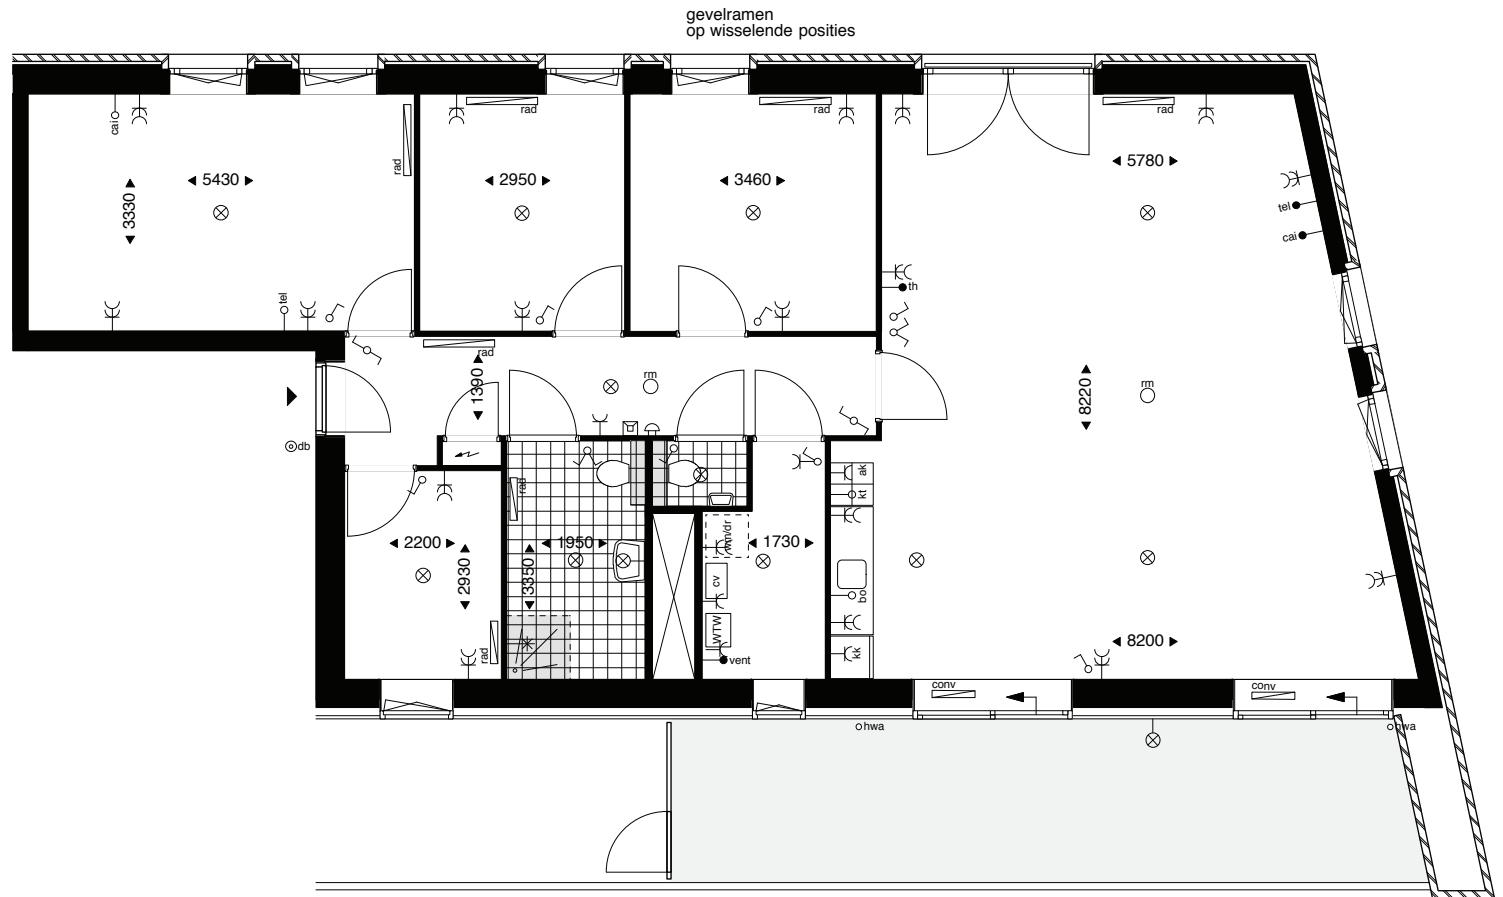 gevelramen
op wisselende posities
cai
rad
rad
rad
rad
5430
2950
3460
5780
3330
tel
cai
tel
th
rad
1390
rm
rm
8220
db
rad
ak
kt
wm/dr
2200
1950
1730
2930
3350
cv
bo
WTW
rad
vent
kk
8200
conv
conv
hwa
hwa